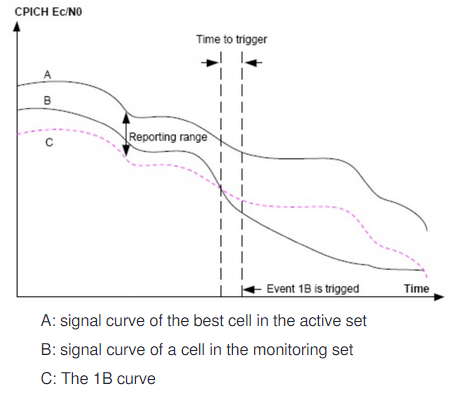 CPICH Ec/N0
Time to trigger
A
B
C
Reporting range
Event 1B is trigged
Time
A: signal curve of the best cell in the active set
B: signal curve of a cell in the monitoring set
C: The 1B curve